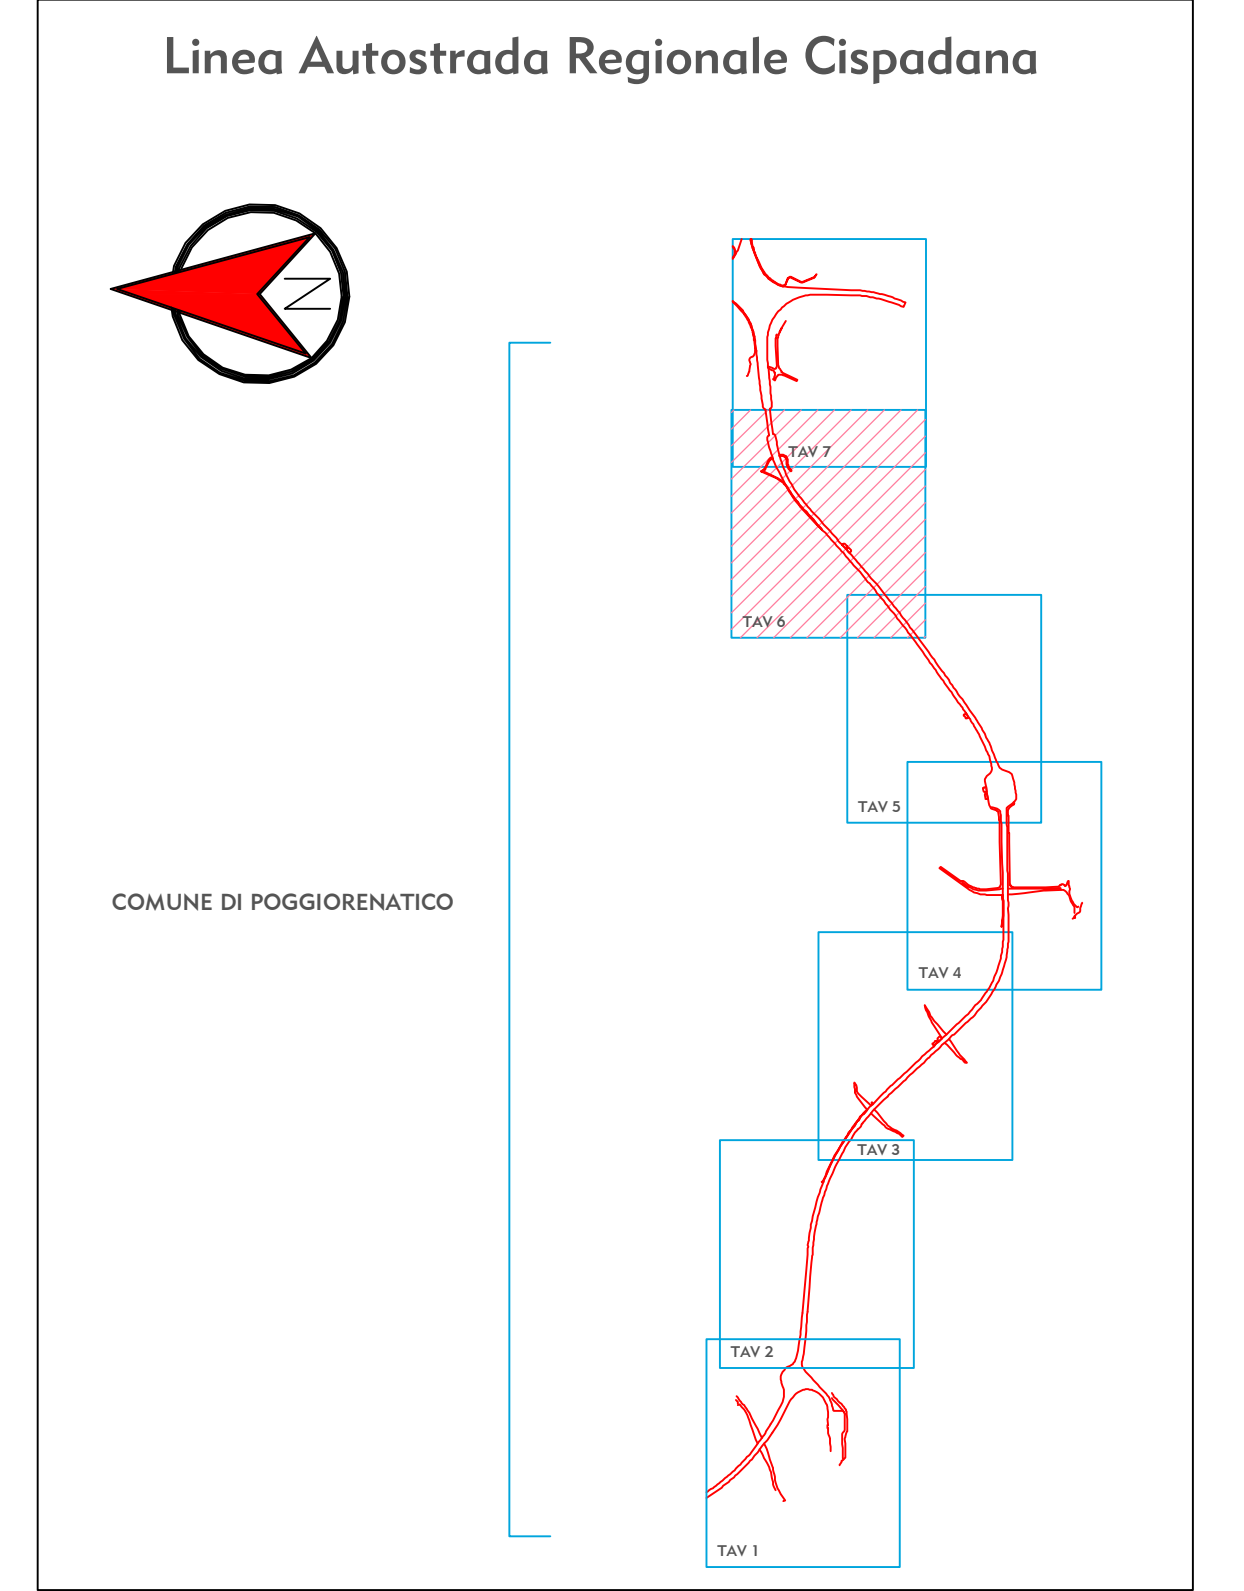 Linea Autostrada Regionale Cispadana
N
TAV 7
TAV 6
TAV 5
COMUNE DI POGGIORENATICO
TAV 4
TAV 3
TAV 2
TAV 1